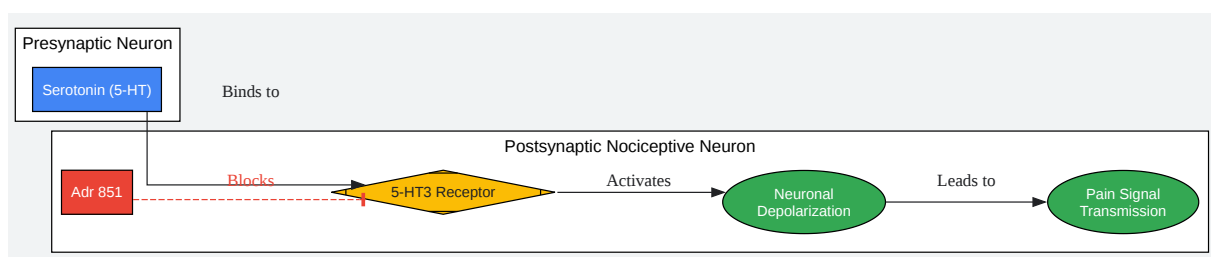 Presynaptic Neuron
Serotonin (5-HT)
Binds to
Postsynaptic Nociceptive Neuron
Adr 851
Blocks
5-HT3 Receptor
Activates
Neuronal
Depolarization
Leads to
Pain Signal
Transmission